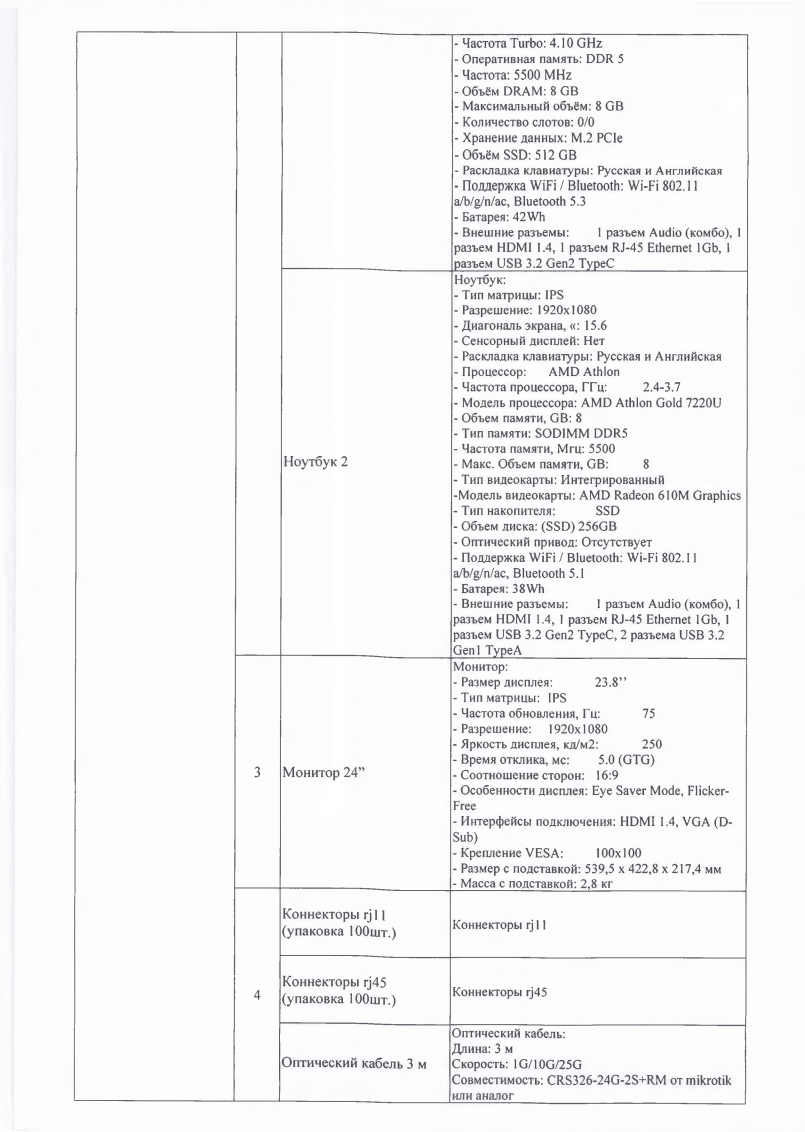 - Частота Turbo: 4.10 GHz
- Оперативная память: DDR 5
- Частота: 5500 MHz
- Объём DRAM: 8 GB
- Максимальный объём: 8 GB
- Количество слотов: 0/0
- Хранение данных: M.2 PCIe
- Объём SSD: 512 GB
- Раскладка клавиатуры: Русская и Английская
- Поддержка WiFi / Bluetooth: Wi-Fi 802.11
a/b/g/n/ac, Bluetooth 5.3
- Батарея: 42Wh
- Внешние разъемы: 1 разъем Audio (комбо), 1
разъем HDMI 1.4, 1 разъем RJ-45 Ethernet 1Gb, 1
разъем USB 3.2 Gen2 TypeC
Ноутбук 2
Ноутбук:
- Тип матрицы: IPS
- Разрешение: 1920x1080
- Диагональ экрана, «: 15.6
- Сенсорный дисплей: Нет
- Раскладка клавиатуры: Русская и Английская
- Процессор: AMD Athlon
- Частота процессора, ГГц: 2.4-3.7
- Модель процессора: AMD Athlon Gold 7220U
- Объем памяти, GB: 8
- Тип памяти: SODIMM DDR5
- Частота памяти, Мгц: 5500
- Макс. Объем памяти, GB: 8
- Тип видеокарты: Интегрированный
-Модель видеокарты: AMD Radeon 610M Graphics
- Тип накопителя: SSD
- Объем диска: (SSD) 256GB
- Оптический привод: Отсутствует
- Поддержка WiFi / Bluetooth: Wi-Fi 802.11
a/b/g/n/ac, Bluetooth 5.1
- Батарея: 38Wh
- Внешние разъемы: 1 разъем Audio (комбо), 1
разъем HDMI 1.4, 1 разъем RJ-45 Ethernet 1Gb, 1
разъем USB 3.2 Gen2 TypeC, 2 разъема USB 3.2
Gen1 TypeA
3
Монитор 24”
Монитор:
- Размер дисплея: 23.8’’
- Тип матрицы: IPS
- Частота обновления, Гц: 75
- Разрешение: 1920x1080
- Яркость дисплея, кд/м2: 250
- Время отклика, мс: 5.0 (GTG)
- Соотношение сторон: 16:9
- Особенности дисплея: Eye Saver Mode, Flicker-
Free
- Интерфейсы подключения: HDMI 1.4, VGA (D-
Sub)
- Крепление VESA: 100x100
- Размер с подставкой: 539,5 x 422,8 x 217,4 мм
- Масса с подставкой: 2,8 кг
4
Коннекторы rj11
(упаковка 100шт.)
Коннекторы rj11
Коннекторы rj45
(упаковка 100шт.)
Коннекторы rj45
Оптический кабель 3 м
Оптический кабель:
Длина: 3 м
Скорость: 1G/10G/25G
Совместимость: CRS326-24G-2S+RM от mikrotik
или аналог